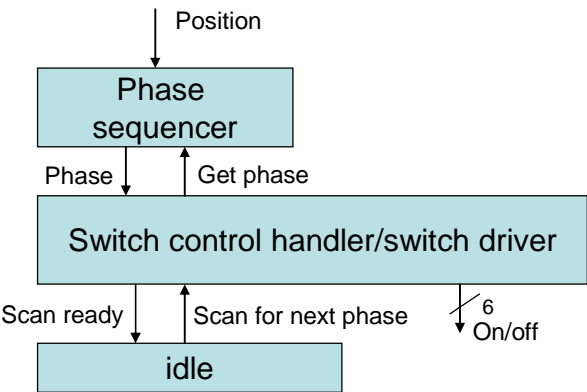 Position
Phase
sequencer
Phase
Get phase
Switch control handler/switch driver
Scan ready
Scan for next phase
6
On/off
idle